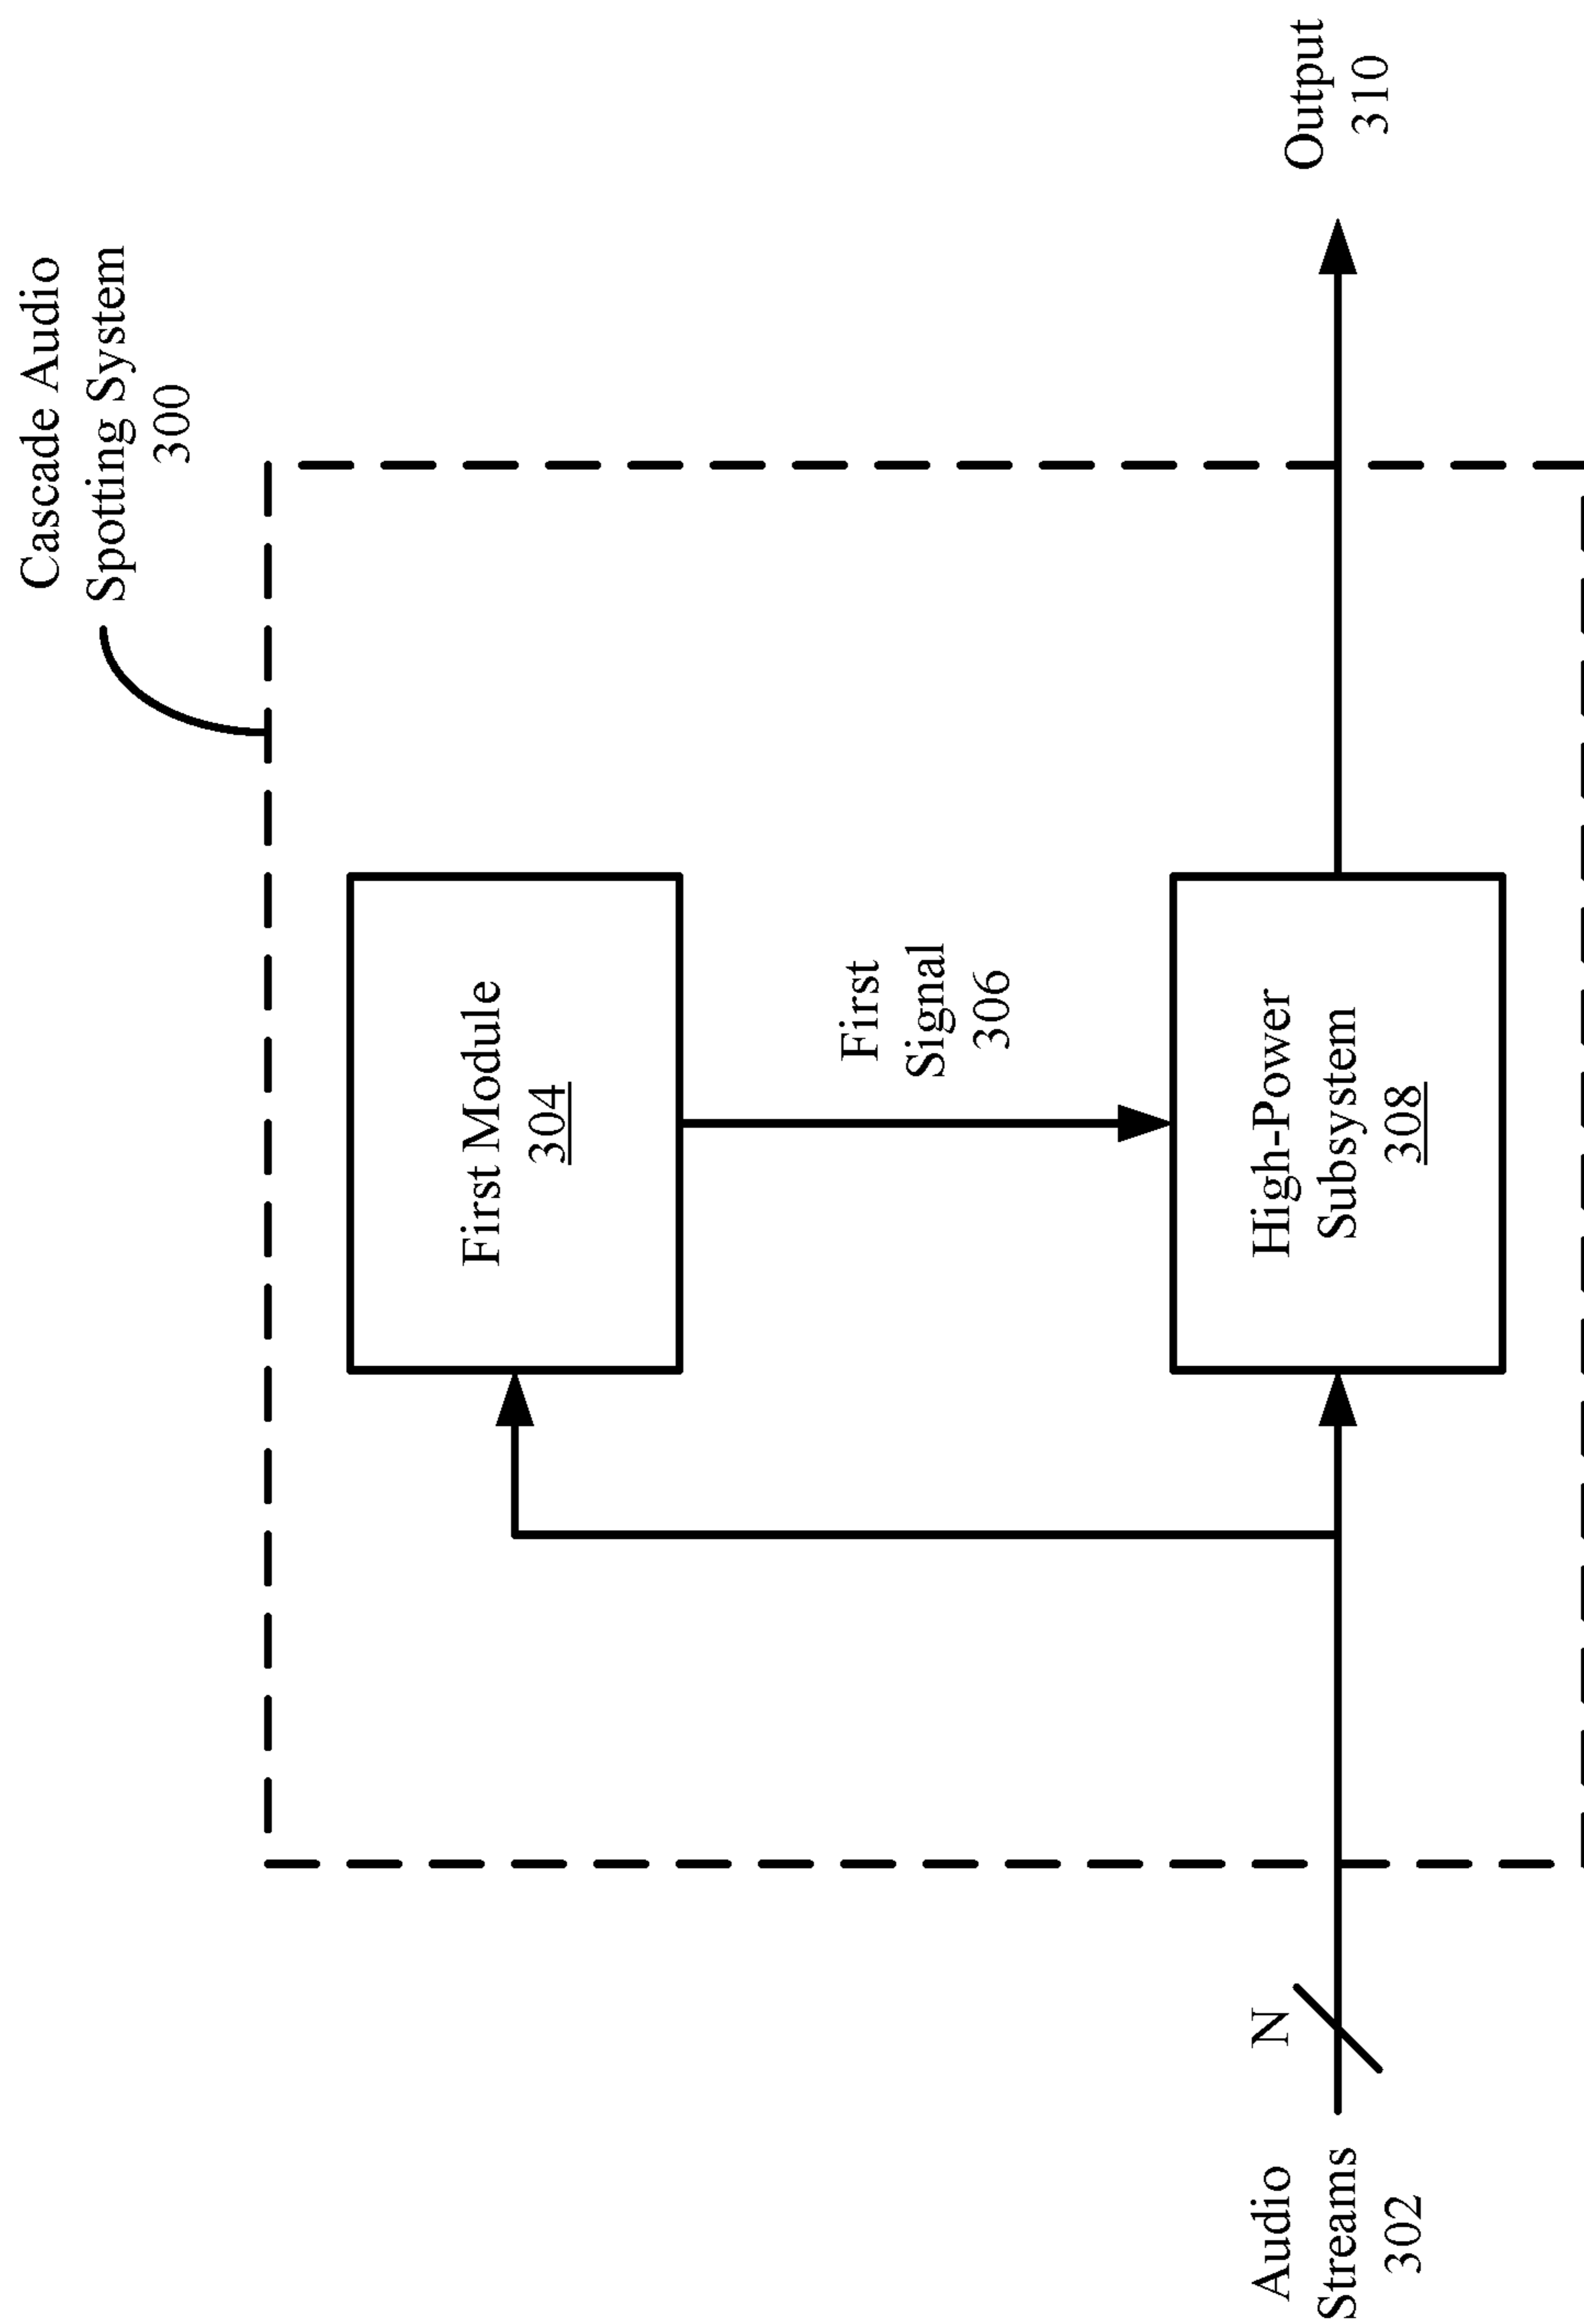 Cascade Audio
Spotting System
300
First Module
304
First
Signal
306
Audio
Streams
302
N
High-Power
Subsystem
308
Output
310